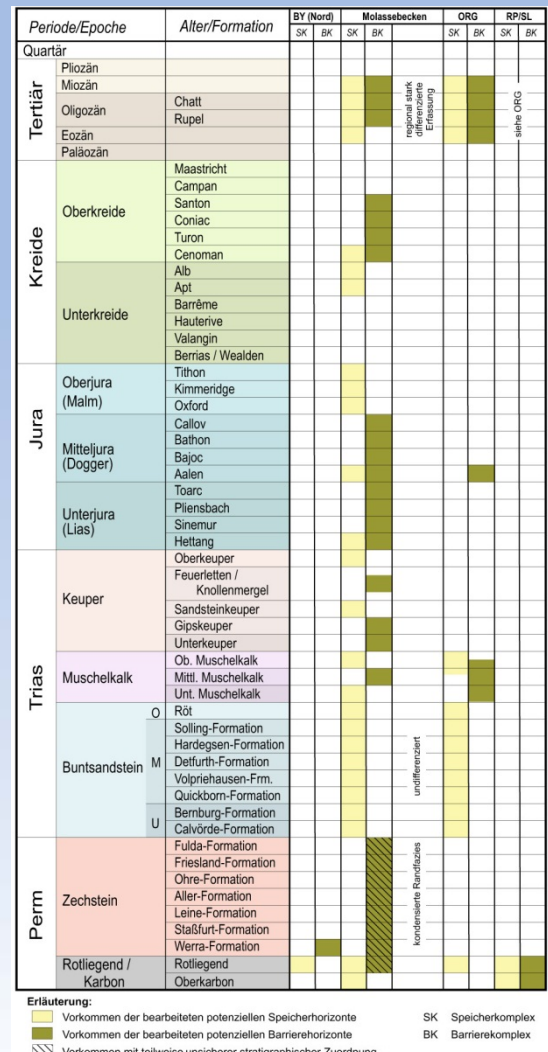 Periode/Epoche Alter/Formation BY (Nord) Molassebecken ORG RP/SL
SK BK SK BK SK BK SK BK
Quartär
Tertiär
Pliozän
Miozän
Oligozän
Chatt
Rupel
Eozän
Paläozän
regional stark
differenzierte
Erfassung
siehe ORG
Kreide
Oberkreide
Maastricht
Campan
Santon
Coniac
Turon
Cenoman
Unterkreide
Alb
Apt
Barrême
Hauterive
Valangin
Berrias / Wealden
Jura
Oberjura
(Malm)
Tithon
Kimmeridge
Oxford
Mitteljura
(Dogger)
Callov
Bathon
Bajoc
Aalen
Unterjura
(Lias)
Toarc
Pliensbach
Sinemur
Hettang
Trias
Keuper
Oberkeuper
Feuerletten /
Knollenmergel
Sandsteinkeuper
Gipskeuper
Unterkeuper
Muschelkalk
Ob. Muschelkalk
Mittl. Muschelkalk
Unt. Muschelkalk
Buntsandstein
O
Röt
M
Solling-Formation
Hardegsen-Formation
Detfurth-Formation
Volpriehausen-Frm.
Quickborn-Formation
U
Bernburg-Formation
Calvörde-Formation
undifferenziert
Perm
Zechstein
Fulda-Formation
Friesland-Formation
Ohre-Formation
Aller-Formation
Leine-Formation
Staßfurt-Formation
Werra-Formation
kondensierte Randfazies
Rotliegend /
Karbon
Rotliegend
Oberkarbon
Erläuterung:
Vorkommen der bearbeiteten potenziellen Speicherhorizonte SK Speicherkomplex
Vorkommen der bearbeiteten potenziellen Barrierehorizonte BK Barrierekomplex
Vorkommen mit teilweise unsicherer stratigraphischer Zuordnung